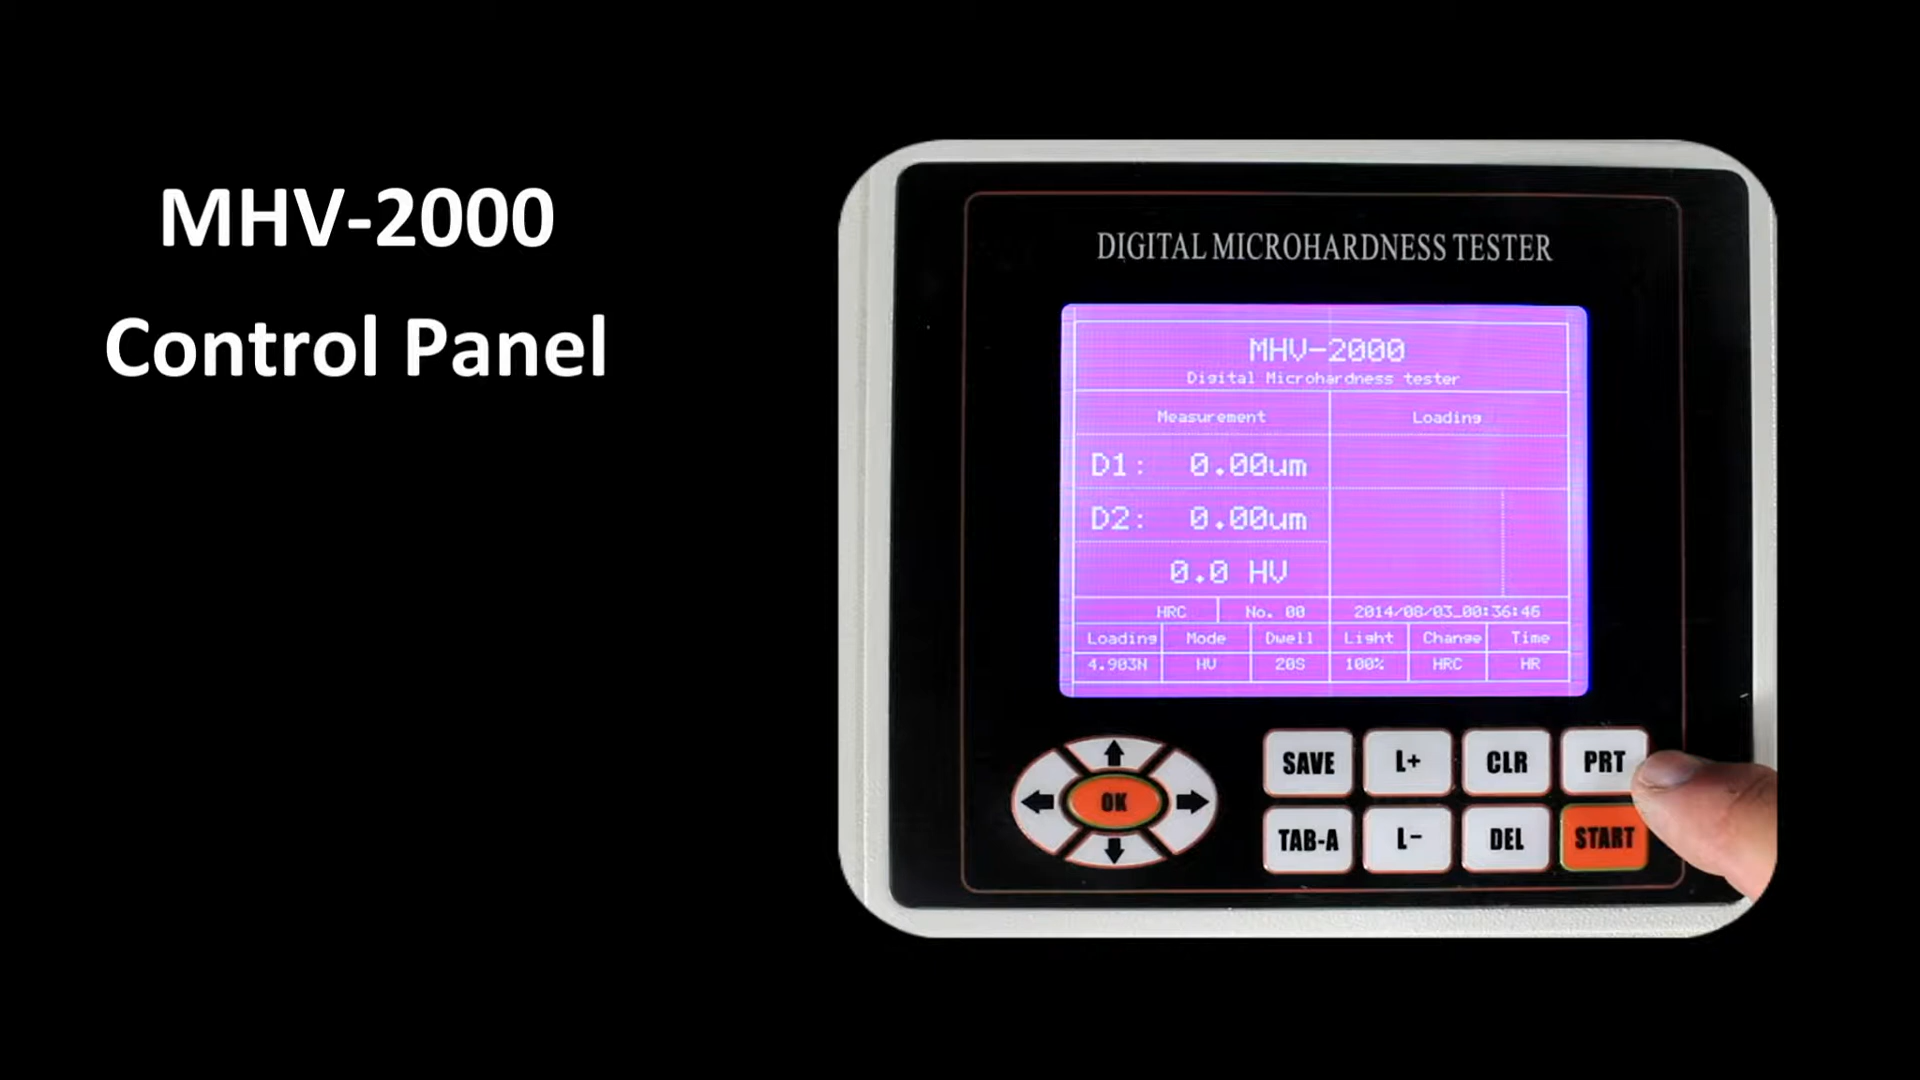 MHV-2000
Control Panel
DIGITAL MICROHARDNESS TESTER
MHV-2000
Digital Microhardness tester
Measurement Loading
D1: 0.00um
D2: 0.00um
0.0 HV
HRC No. 00 2014/08/03_00:36:46
Loading Mode Dwell Light Change Time
4.903N HV 20S 100% HRC HR
SAVE L+ CLR PRT
OK
TAB-A L- DEL START